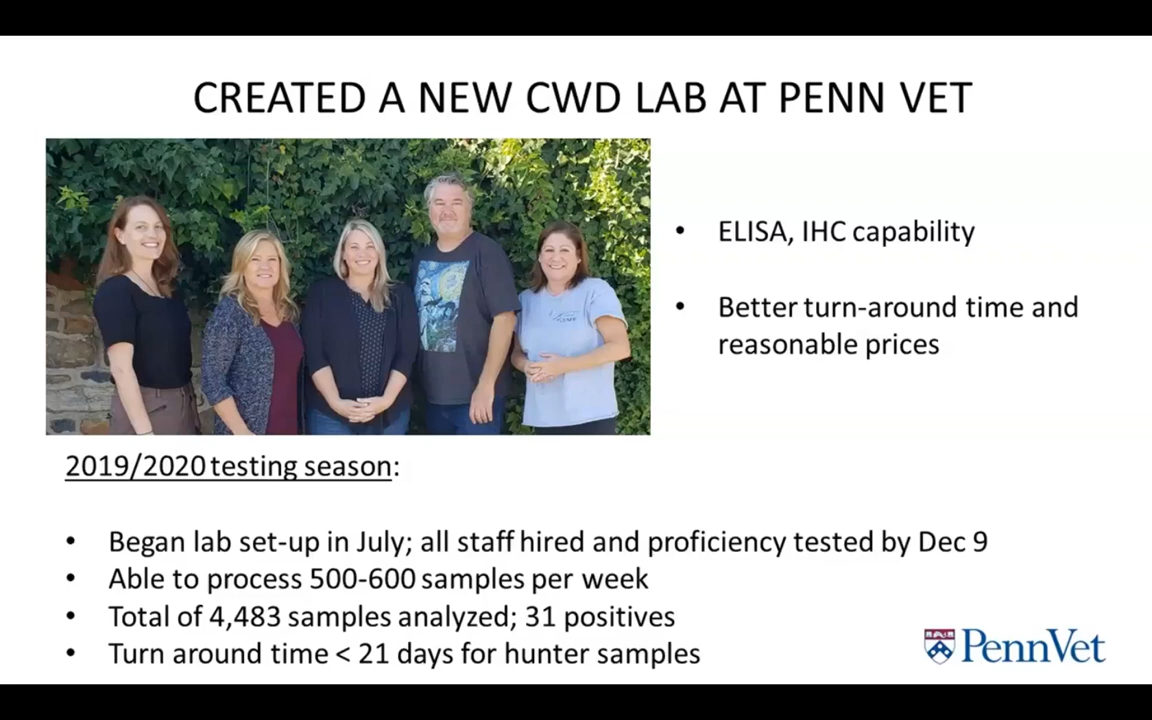 CREATED A NEW CWD LAB AT PENN VET
• ELISA, IHC capability
• Better turn-around time and
reasonable prices
2019/2020 testing season:
• Began lab set-up in July; all staff hired and proficiency tested by Dec 9
• Able to process 500-600 samples per week
• Total of 4,483 samples analyzed; 31 positives
• Turn around time < 21 days for hunter samples
PennVet